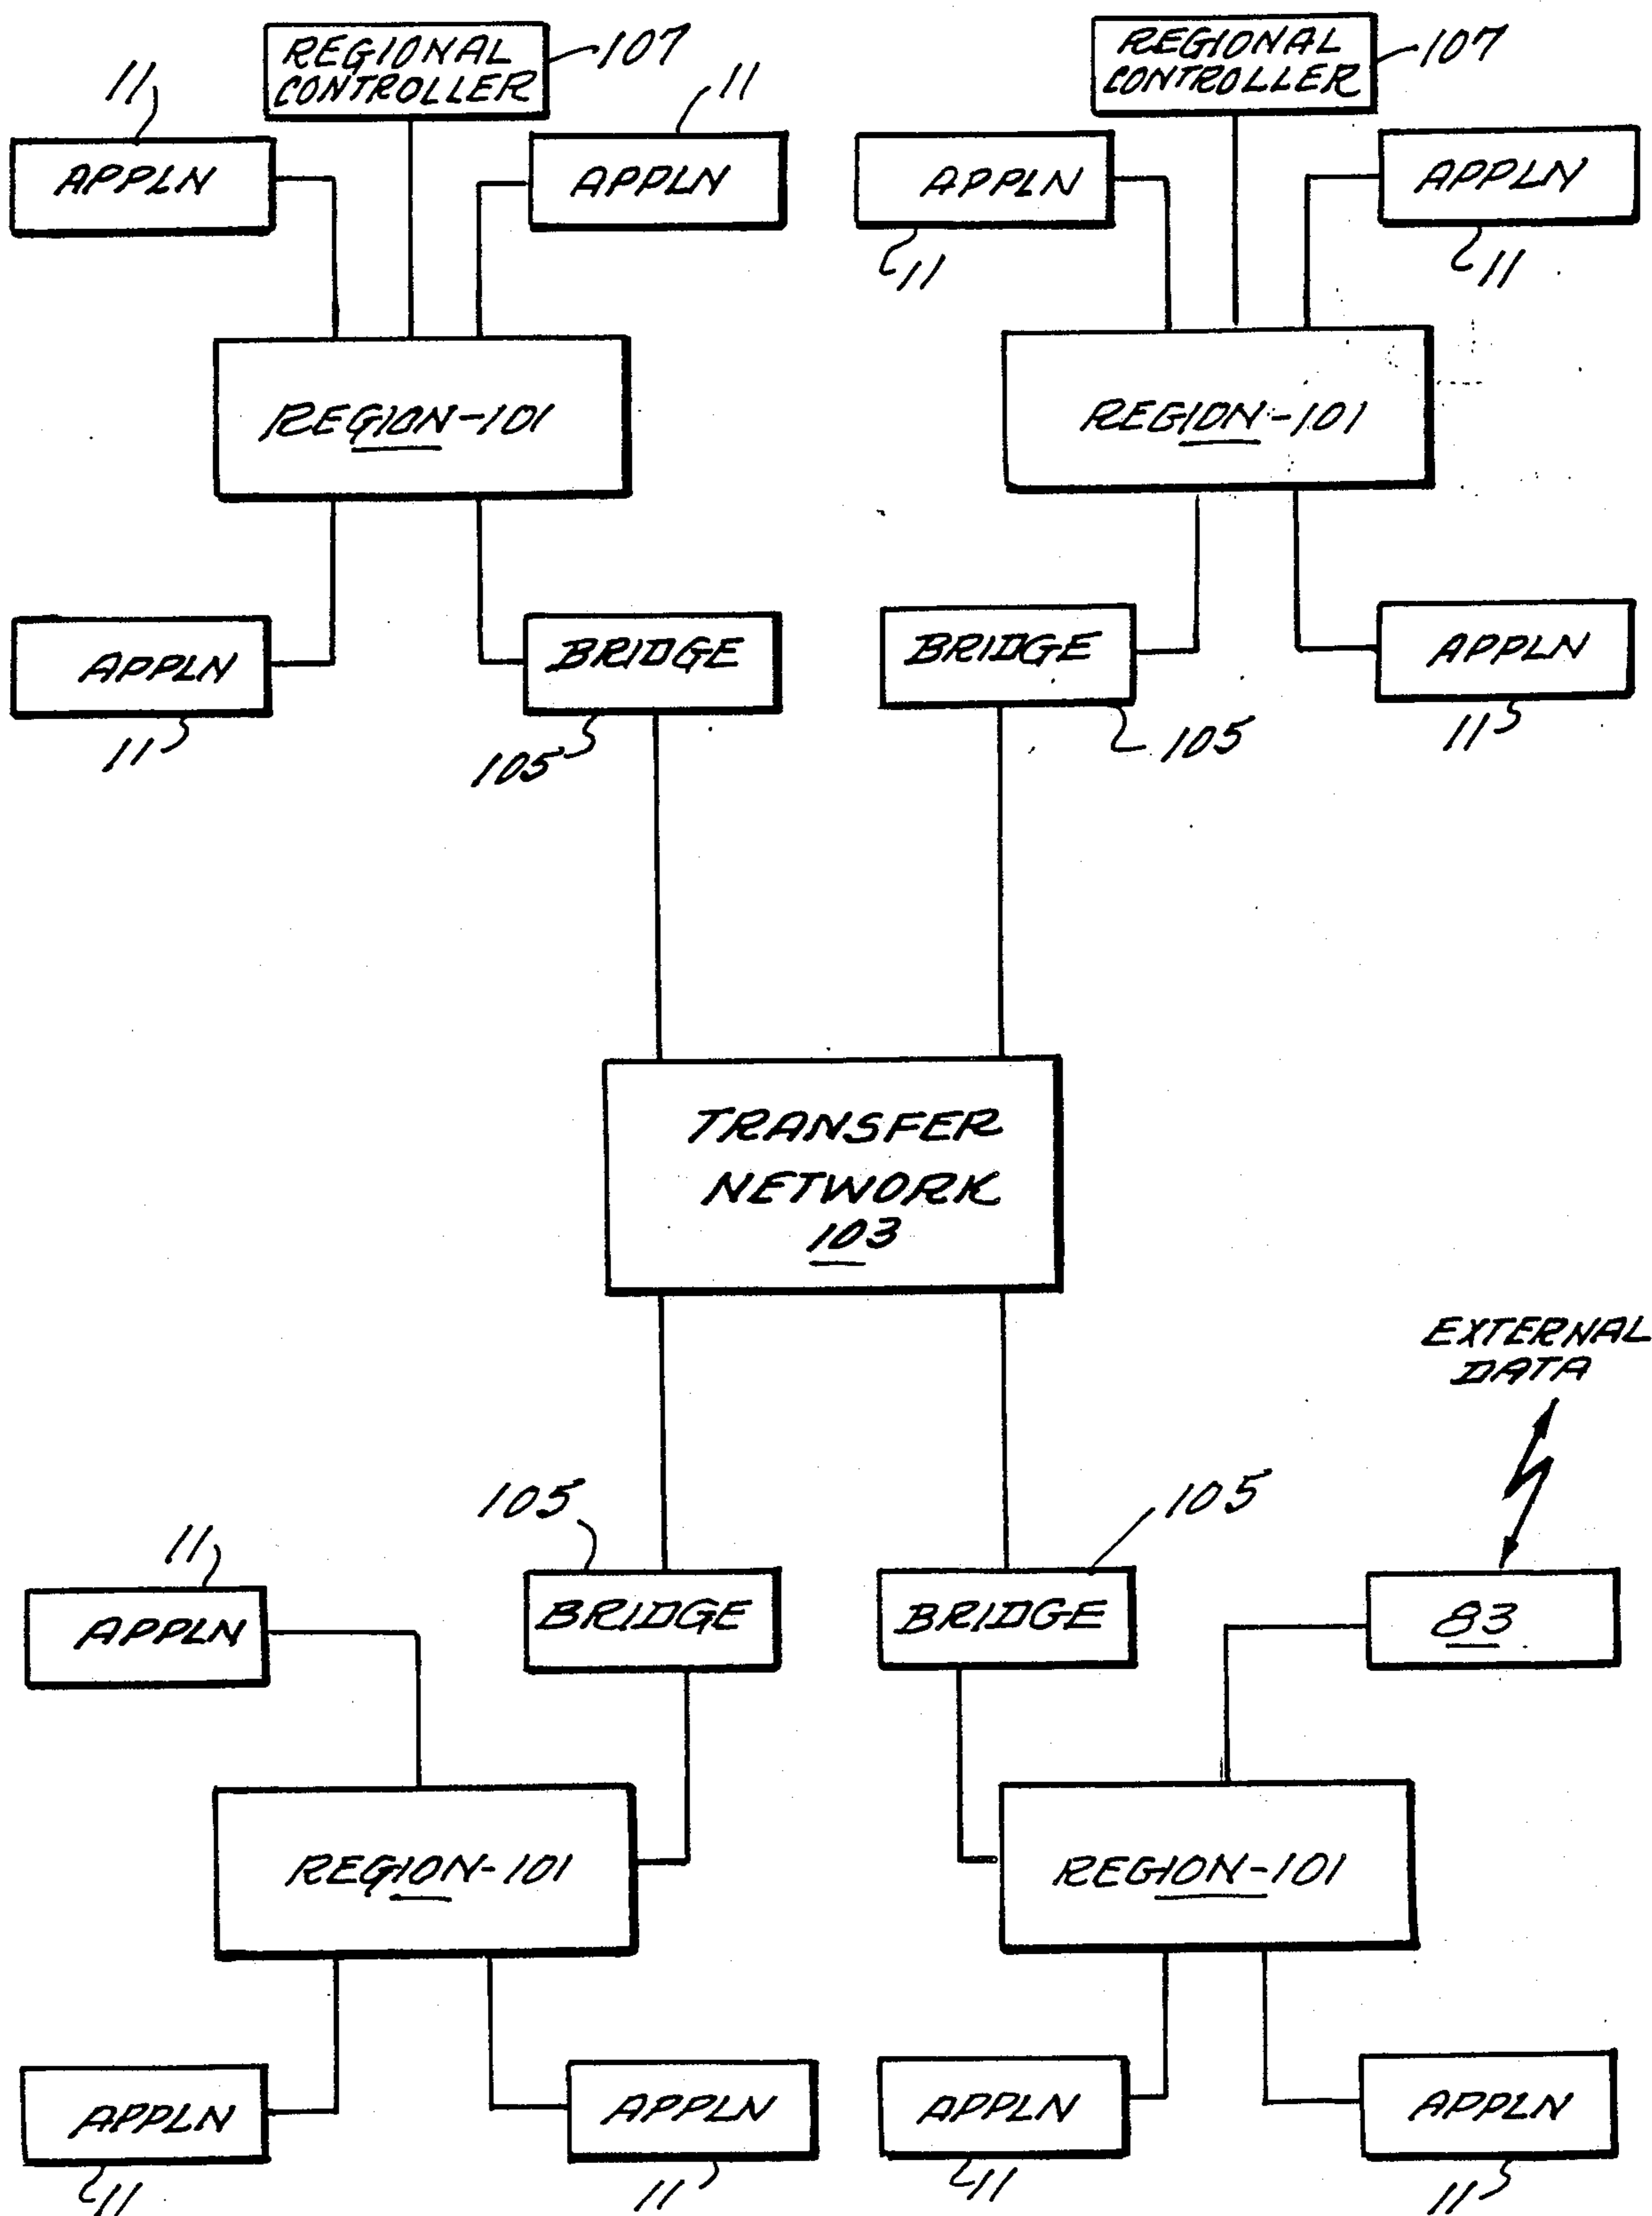 REGIONAL
CONTROLLER
107
REGIONAL
CONTROLLER
107
11
11
APPLN
APPLN
APPLN
APPLN
11
11
REGION-101
REGION-101
APPLN
BRIDGE
BRIDGE
APPLN
11
105
105
11
TRANSFER
NETWORK
103
EXTERNAL
DATA
105
105
11
APPLN
BRIDGE
BRIDGE
83
REGION-101
REGION-101
APPLN
APPLN
APPLN
APPLN
11
11
11
11